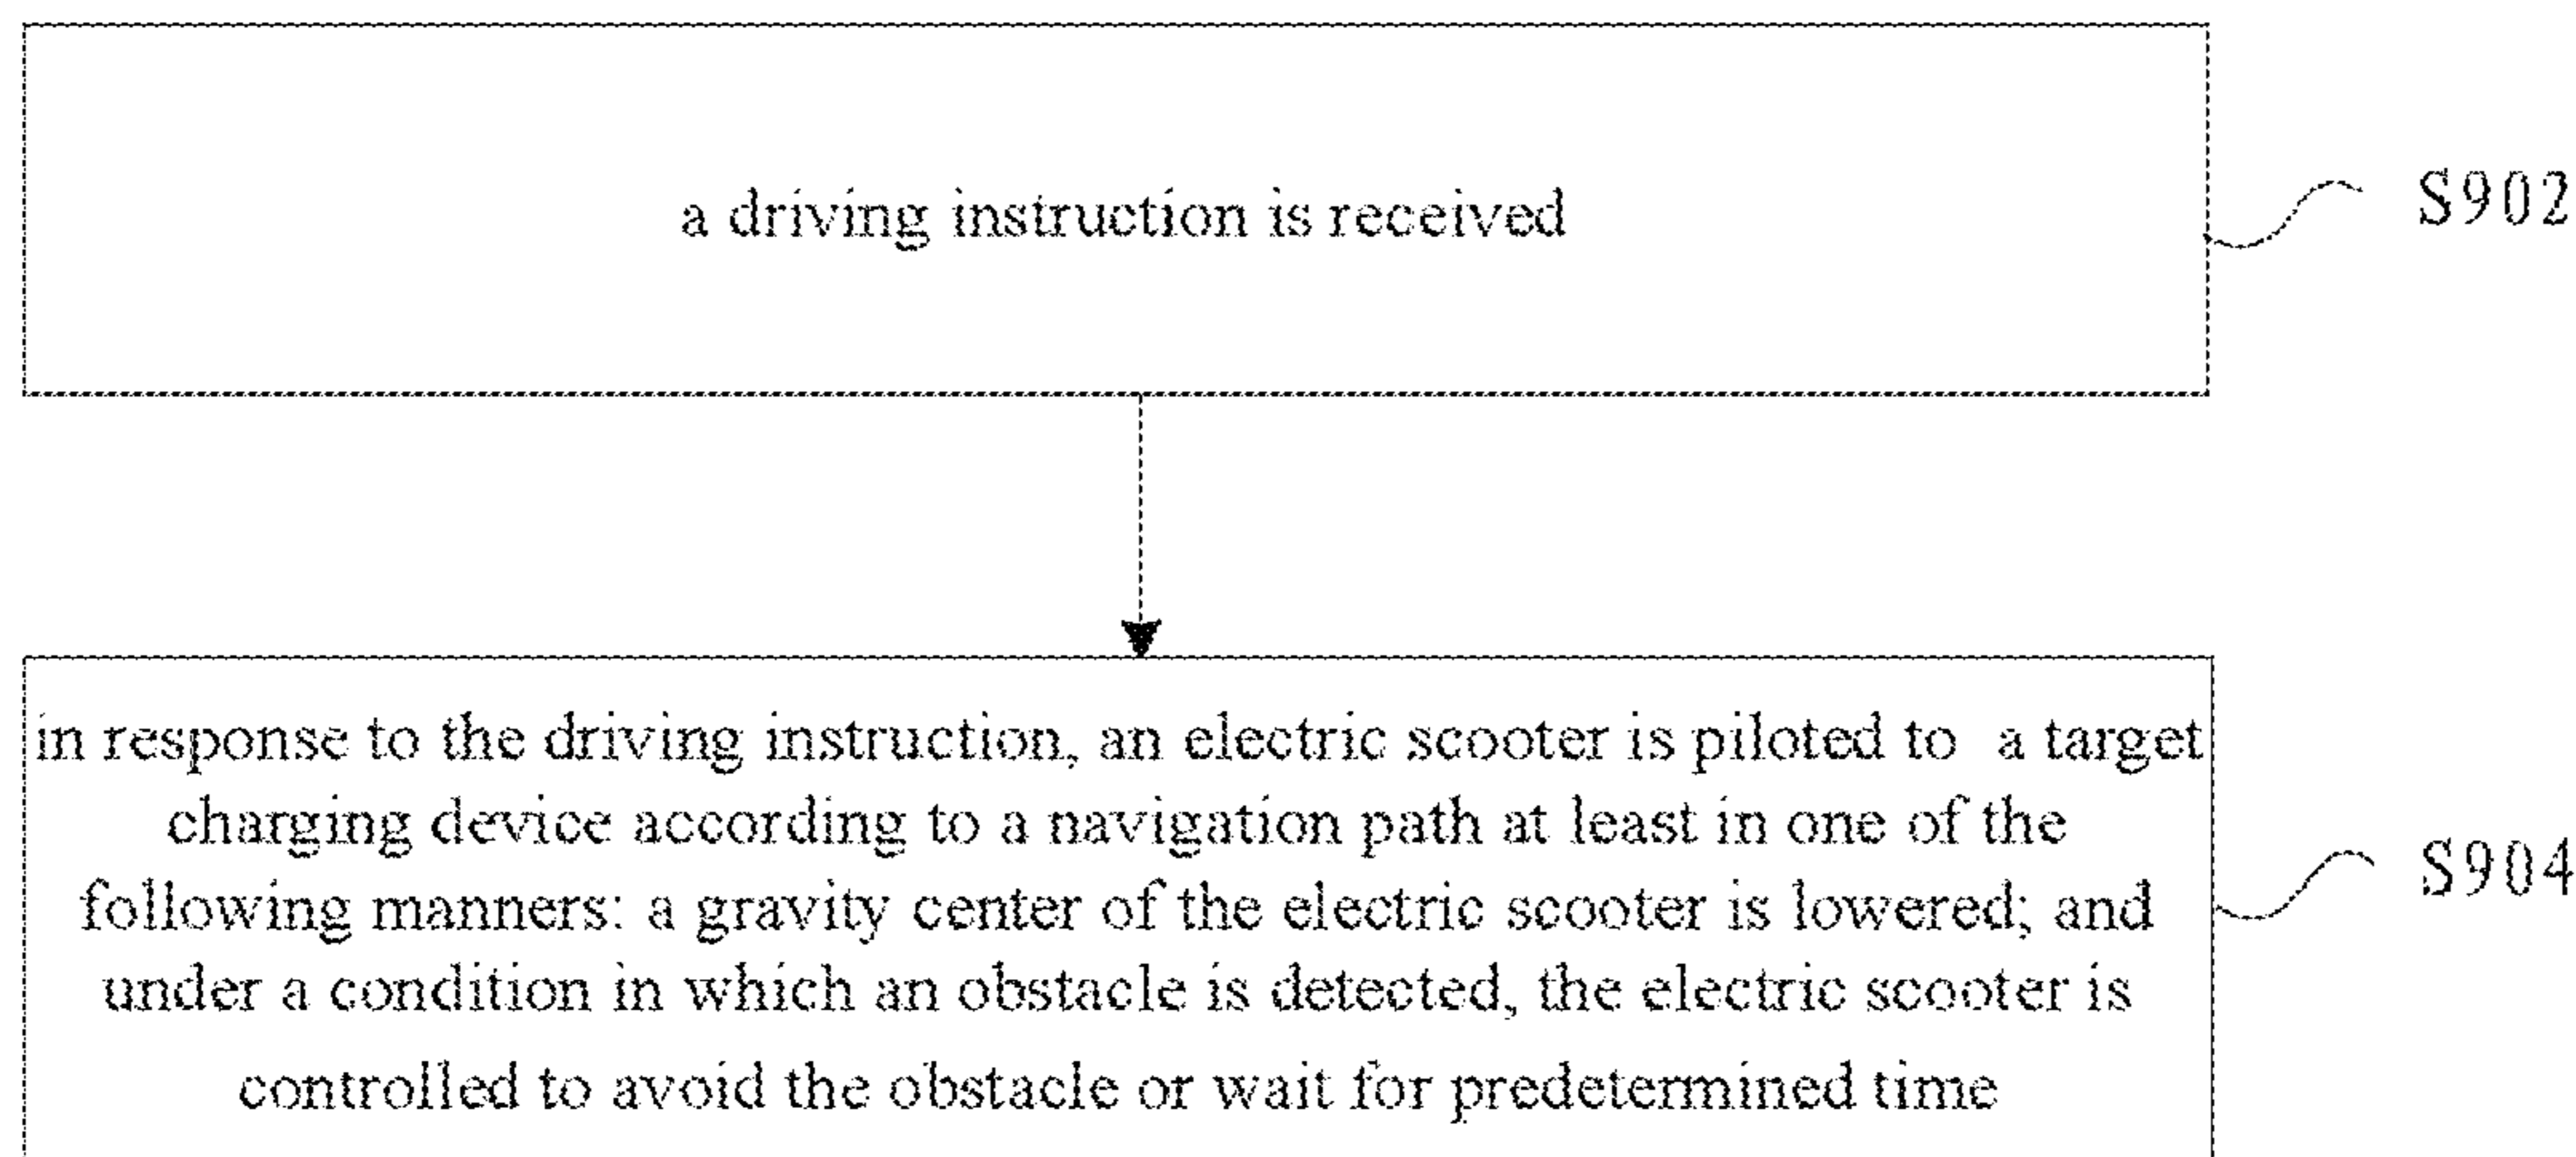 a driving instruction is received
S902
in response to the driving instruction, an electric scooter is piloted to a target
charging device according to a navigation path at least in one of the
following manners: a gravity center of the electric scooter is lowered; and
under a condition in which an obstacle is detected, the electric scooter is
controlled to avoid the obstacle or wait for predetermined time
S904